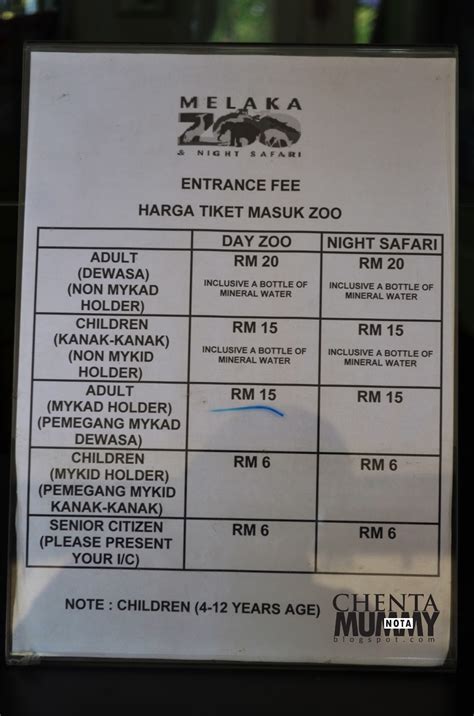 MELAKA
ZOO
& NIGHT SAFARI
ENTRANCE FEE
HARGA TIKET MASUK ZOO
DAY ZOO NIGHT SAFARI
ADULT
(DEWASA)
(NON MYKAD
HOLDER)
RM 20
INCLUSIVE A BOTTLE OF
MINERAL WATER
RM 20
INCLUSIVE A BOTTLE OF
MINERAL WATER
CHILDREN
(KANAK-KANAK)
(NON MYKID
HOLDER)
RM 15
INCLUSIVE A BOTTLE OF
MINERAL WATER
RM 15
INCLUSIVE A BOTTLE OF
MINERAL WATER
ADULT
(MYKAD HOLDER)
(PEMEGANG MYKAD
DEWASA)
RM 15
RM 15
CHILDREN
(MYKID HOLDER)
(PEMEGANG MYKID
KANAK-KANAK)
RM 6
RM 6
SENIOR CITIZEN
(PLEASE PRESENT
YOUR I/C)
RM 6
RM 6
NOTE : CHILDREN (4-12 YEARS AGE)
CHENTA
MUMMY
NOTA
blogspot.com